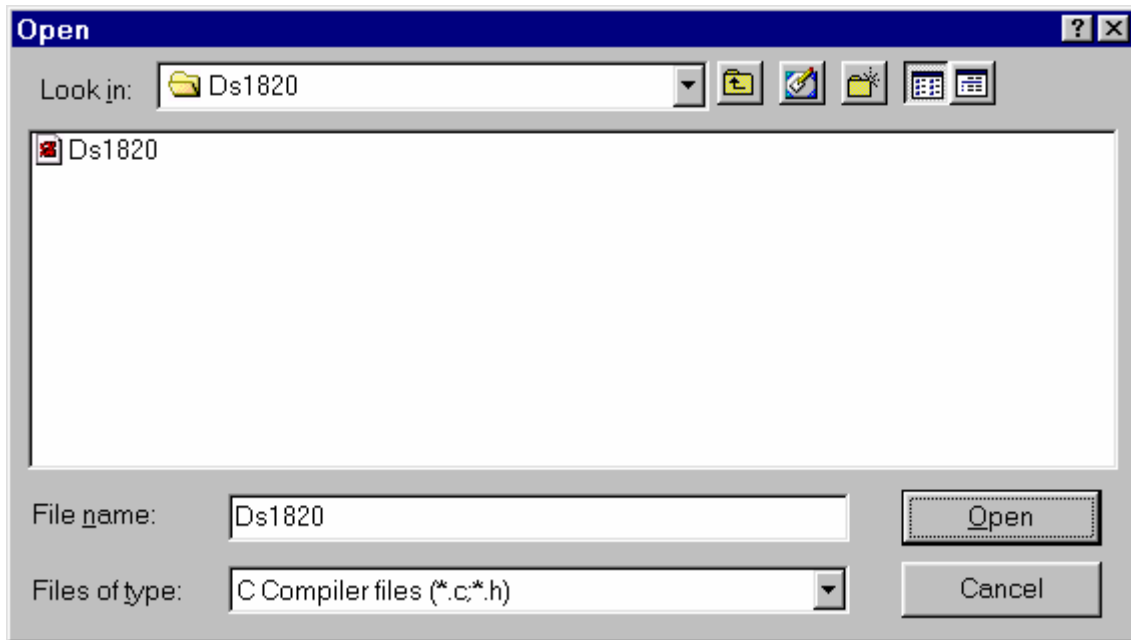 Open
Look in: Ds1820
Ds1820
File name: Ds1820 Open
Files of type: C Compiler files (*.c;*.h) Cancel